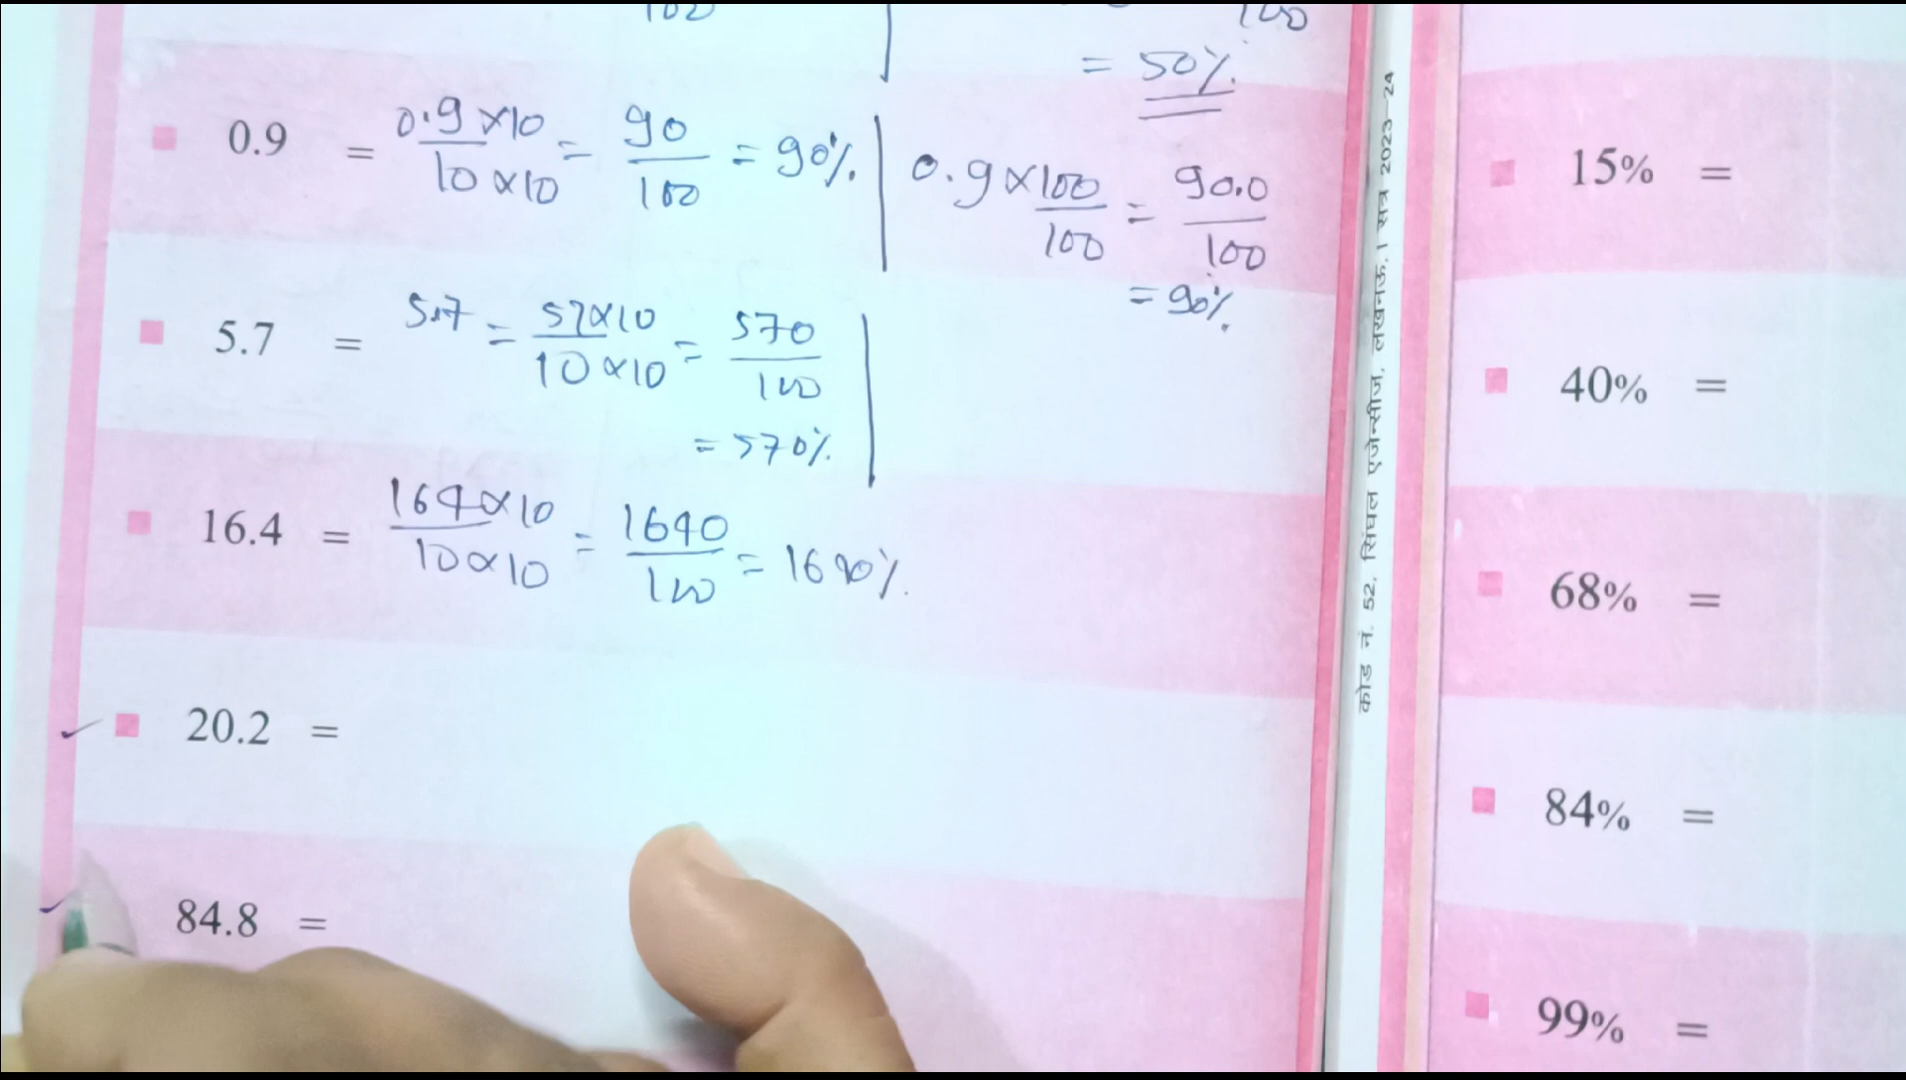 = 50%
0.9 = 0.9×10/10×10 = 90/100 = 90% | 0.9×100/100 = 90.0/100
= 90%
5.7 = 5.7 = 57×10/10×10 = 570/100
= 570%
16.4 = 164×10/10×10 = 1640/100 = 1640%
20.2 =
84.8 =
कोड नं. 52, सिंघल एजेन्सीज, लखनऊ. । सत्र 2023–24
15% =
40% =
68% =
84% =
99% =